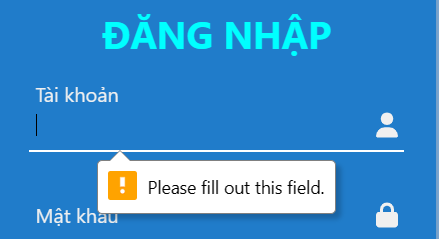 ĐĂNG NHẬP
Tài khoản
Please fill out this field.
Mật khẩu